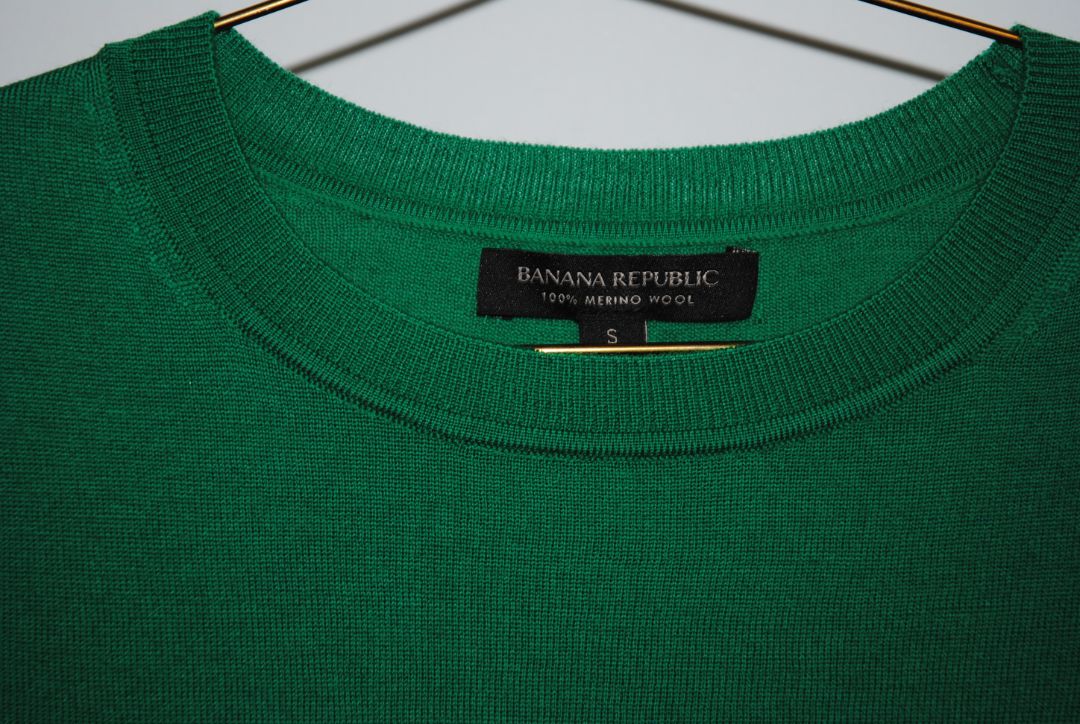 BANANA REPUBLIC
100% MERINO WOOL
S